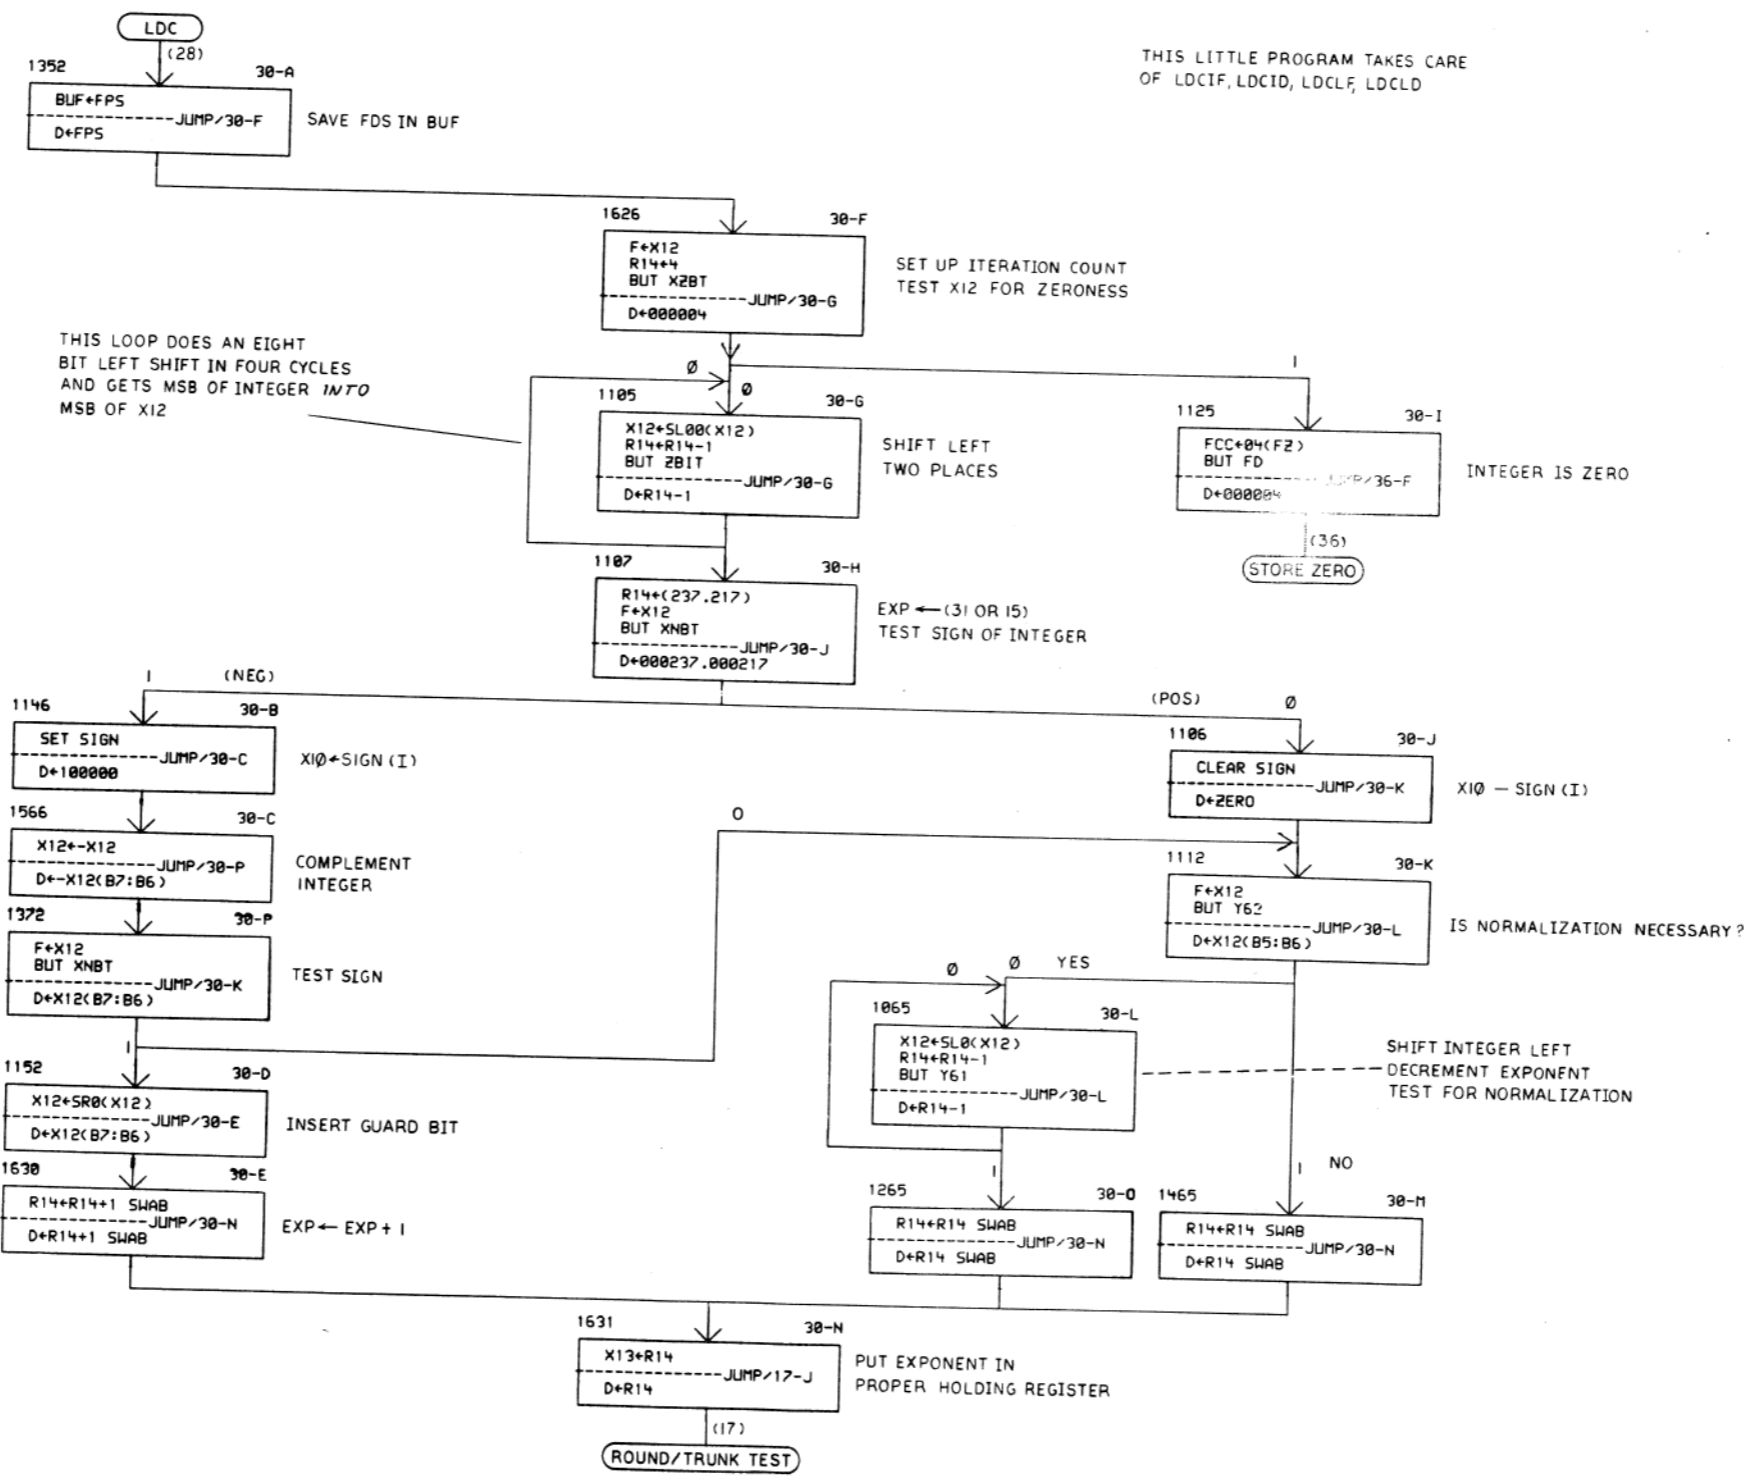 LDC
(28)
THIS LITTLE PROGRAM TAKES CARE
OF LDCIF, LDCID, LDCLF, LDCLD
1352 30-A
BUF←FPS
JUMP/30-F
D←FPS
SAVE FDS IN BUF
1626 30-F
F←X12
R14←4
BUT XZBT
JUMP/30-G
D←000004
SET UP ITERATION COUNT
TEST X12 FOR ZERONESS
THIS LOOP DOES AN EIGHT
BIT LEFT SHIFT IN FOUR CYCLES
AND GETS MSB OF INTEGER INTO
MSB OF X12
Ø
Ø
1
1105 30-G
X12←SL00(X12)
R14←R14-1
BUT ZBIT
JUMP/30-G
D←R14-1
SHIFT LEFT
TWO PLACES
1125 30-I
FCC←04(FZ)
BUT FD
JUMP/36-F
D←000004
INTEGER IS ZERO
(36)
STORE ZERO
1107 30-H
R14←(237.217)
F←X12
BUT XNBT
JUMP/30-J
D←000237.000217
EXP ← (31 OR 15)
TEST SIGN OF INTEGER
1 (NEG)
(POS) Ø
1146 30-B
SET SIGN
JUMP/30-C
D←100000
X1Ø←SIGN(I)
1106 30-J
CLEAR SIGN
JUMP/30-K
D←ZERO
X1Ø — SIGN(I)
1566 30-C
X12←-X12
JUMP/30-P
D←-X12(B7:B6)
COMPLEMENT
INTEGER
O
1112 30-K
F←X12
BUT Y62
JUMP/30-L
D←X12(B5:B6)
IS NORMALIZATION NECESSARY?
1372 30-P
F←X12
BUT XNBT
JUMP/30-K
D←X12(B7:B6)
TEST SIGN
1
Ø
Ø YES
1065 30-L
X12←SL0(X12)
R14←R14-1
BUT Y61
JUMP/30-L
D←R14-1
SHIFT INTEGER LEFT
DECREMENT EXPONENT
TEST FOR NORMALIZATION
1152 30-D
X12←SR0(X12)
JUMP/30-E
D←X12(B7:B6)
INSERT GUARD BIT
1630 30-E
R14←R14+1 SWAB
JUMP/30-N
D←R14+1 SWAB
EXP ← EXP + 1
1
1 NO
1265 30-O
R14←R14 SWAB
JUMP/30-N
D←R14 SWAB
1465 30-M
R14←R14 SWAB
JUMP/30-N
D←R14 SWAB
1631 30-N
X13←R14
JUMP/17-J
D←R14
PUT EXPONENT IN
PROPER HOLDING REGISTER
(17)
ROUND/TRUNK TEST